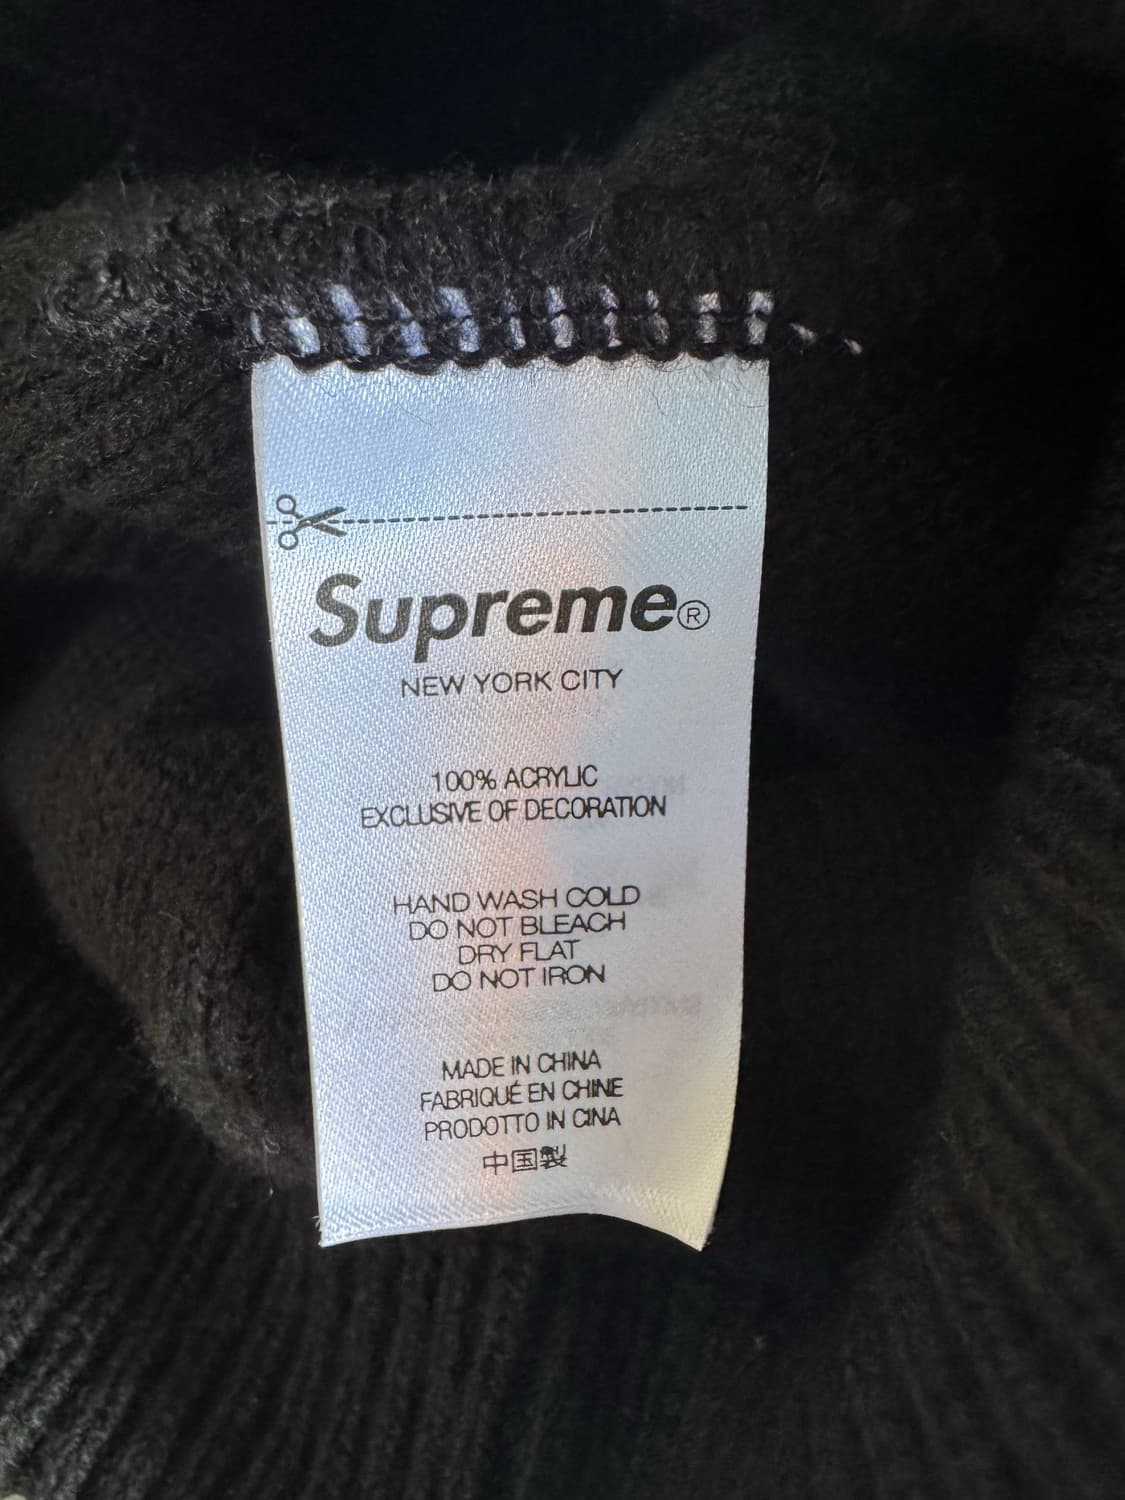 Supreme®
NEW YORK CITY
100% ACRYLIC
EXCLUSIVE OF DECORATION
HAND WASH COLD
DO NOT BLEACH
DRY FLAT
DO NOT IRON
MADE IN CHINA
FABRIQUÉ EN CHINE
PRODOTTO IN CINA
中国製